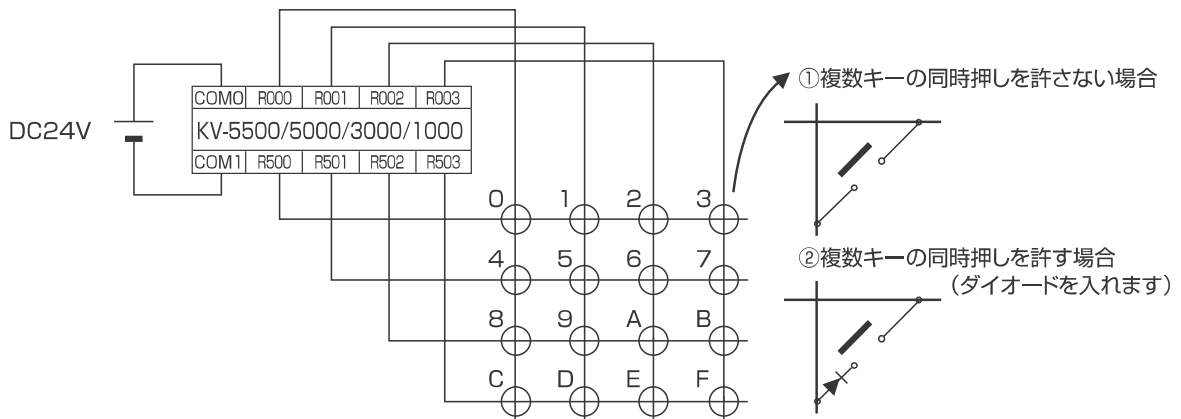 ①複数キーの同時押しを許さない場合
DC24V
COM0 R000 R001 R002 R003
KV-5500/5000/3000/1000
COM1 R500 R501 R502 R503
0 1 2 3
4 5 6 7
8 9 A B
C D E F
②複数キーの同時押しを許す場合
(ダイオードを入れます)